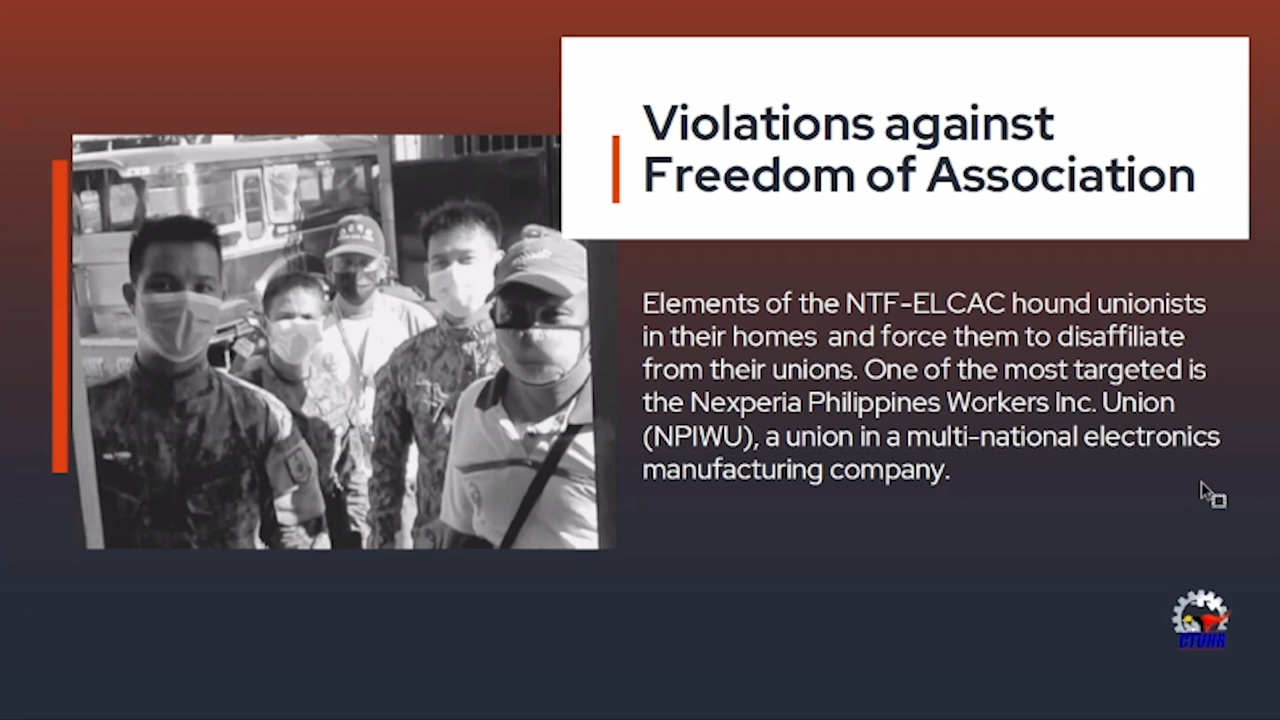 Violations against
Freedom of Association
Elements of the NTF-ELCAC hound unionists
in their homes and force them to disaffiliate
from their unions. One of the most targeted is
the Nexperia Philippines Workers Inc. Union
(NPIWU), a union in a multi-national electronics
manufacturing company.
CTUHR